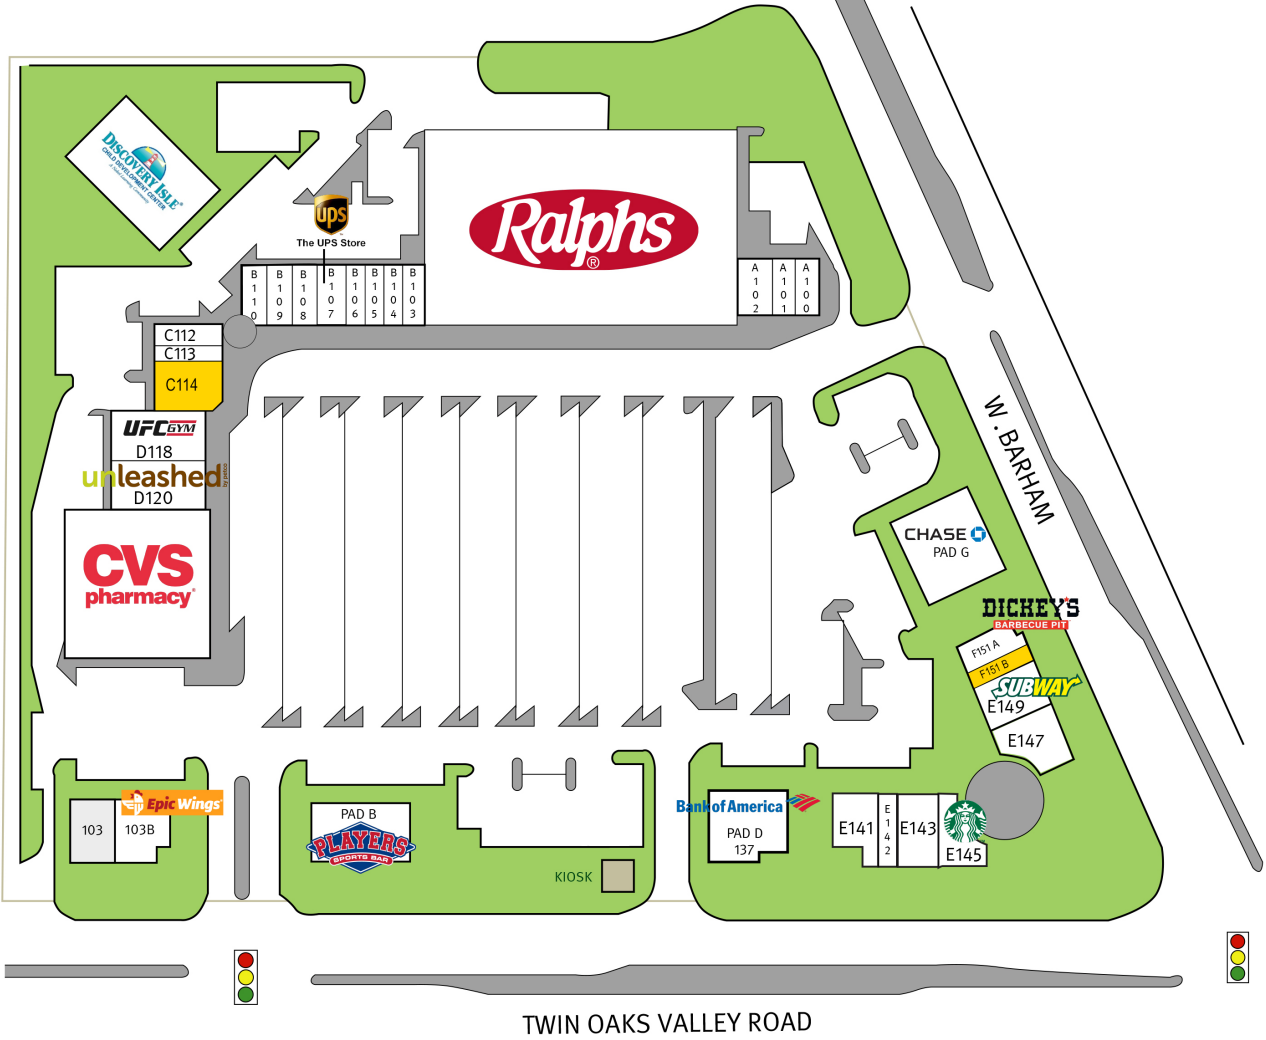 DISCOVERY ISLE
CHILD DEVELOPMENT CENTER
ups
The UPS Store
Ralphs
®
B110
B109
B108
B107
B106
B105
B104
B103
A102
A101
A100
C112
C113
C114
UFC GYM
D118
unleashed
by petco
D120
CVS
pharmacy
W. BARHAM
CHASE
PAD G
DICKEY'S
BARBECUE PIT
F151 A
F151 B
SUBWAY
E149
E147
Epic Wings
103
103B
PAD B
PLAYERS
SPORTS BAR
KIOSK
Bank of America
PAD D
137
E141
E142
E143
E145
TWIN OAKS VALLEY ROAD